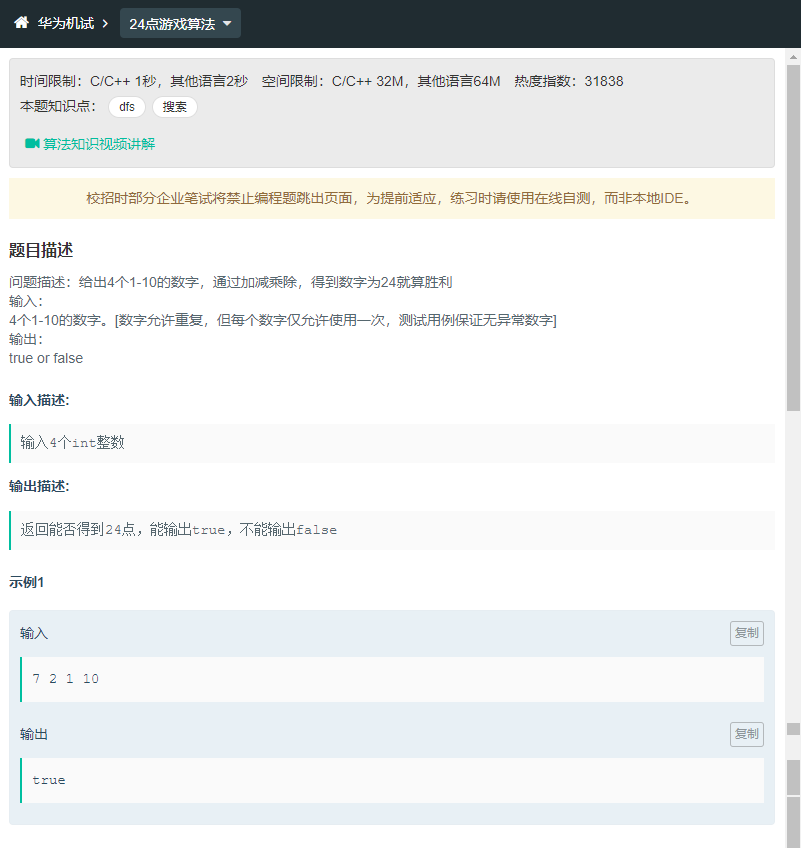 华为机试 24点游戏算法
时间限制：C/C++ 1秒，其他语言2秒 空间限制：C/C++ 32M，其他语言64M 热度指数：31838
本题知识点： dfs 搜索
算法知识视频讲解
校招时部分企业笔试将禁止编程题跳出页面，为提前适应，练习时请使用在线自测，而非本地IDE。
题目描述
问题描述：给出4个1-10的数字，通过加减乘除，得到数字为24就算胜利
输入：
4个1-10的数字。[数字允许重复，但每个数字仅允许使用一次，测试用例保证无异常数字]
输出：
true or false
输入描述:
输入4个int整数
输出描述:
返回能否得到24点，能输出true，不能输出false
示例1
输入 复制
7 2 1 10
输出 复制
true